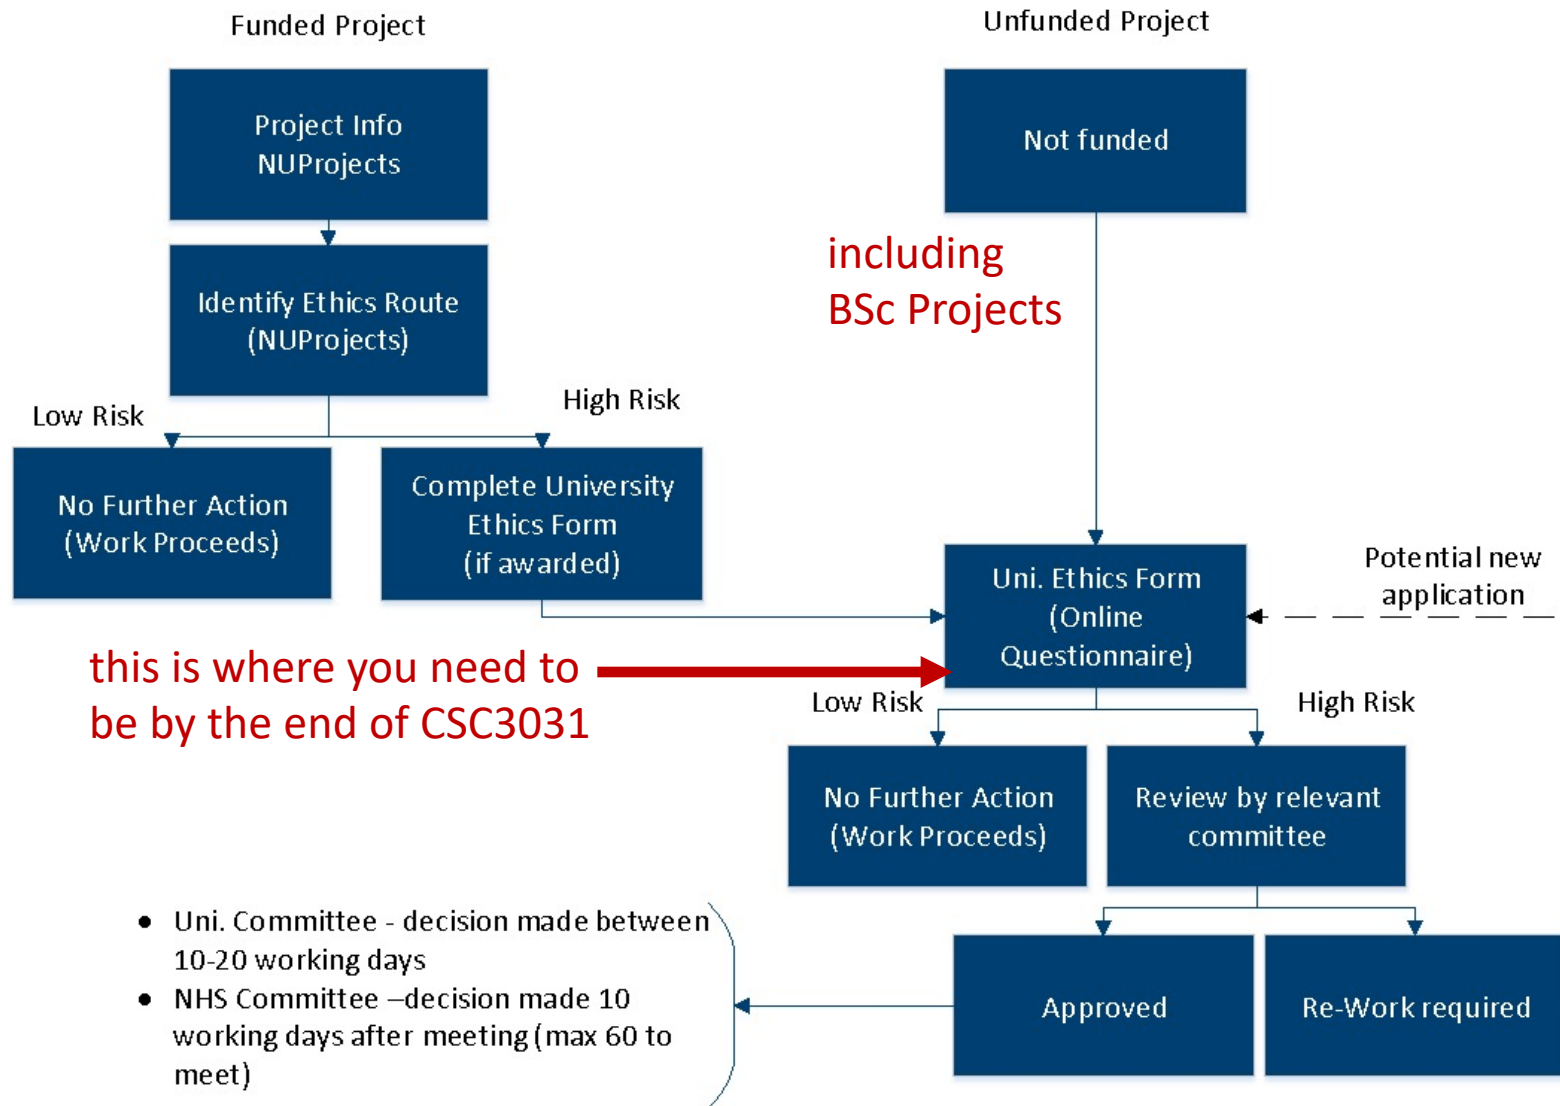 Funded Project
Unfunded Project
Project Info
NUProjects
Not funded
including
BSc Projects
Identify Ethics Route
(NUProjects)
Low Risk
High Risk
No Further Action
(Work Proceeds)
Complete University
Ethics Form
(if awarded)
Uni. Ethics Form
(Online
Questionnaire)
Potential new
application
this is where you need to
be by the end of CSC3031
Low Risk
High Risk
No Further Action
(Work Proceeds)
Review by relevant
committee
● Uni. Committee - decision made between
10-20 working days
● NHS Committee –decision made 10
working days after meeting (max 60 to
meet)
Approved
Re-Work required